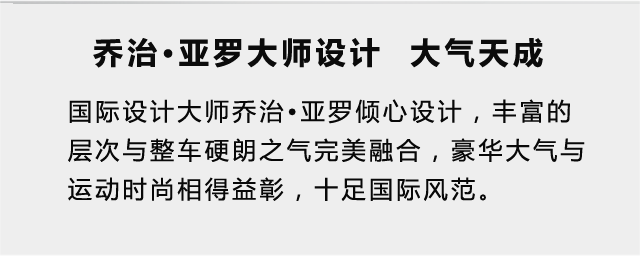 乔治•亚罗大师设计 大气天成
国际设计大师乔治•亚罗倾心设计，丰富的
层次与整车硬朗之气完美融合，豪华大气与
运动时尚相得益彰，十足国际风范。